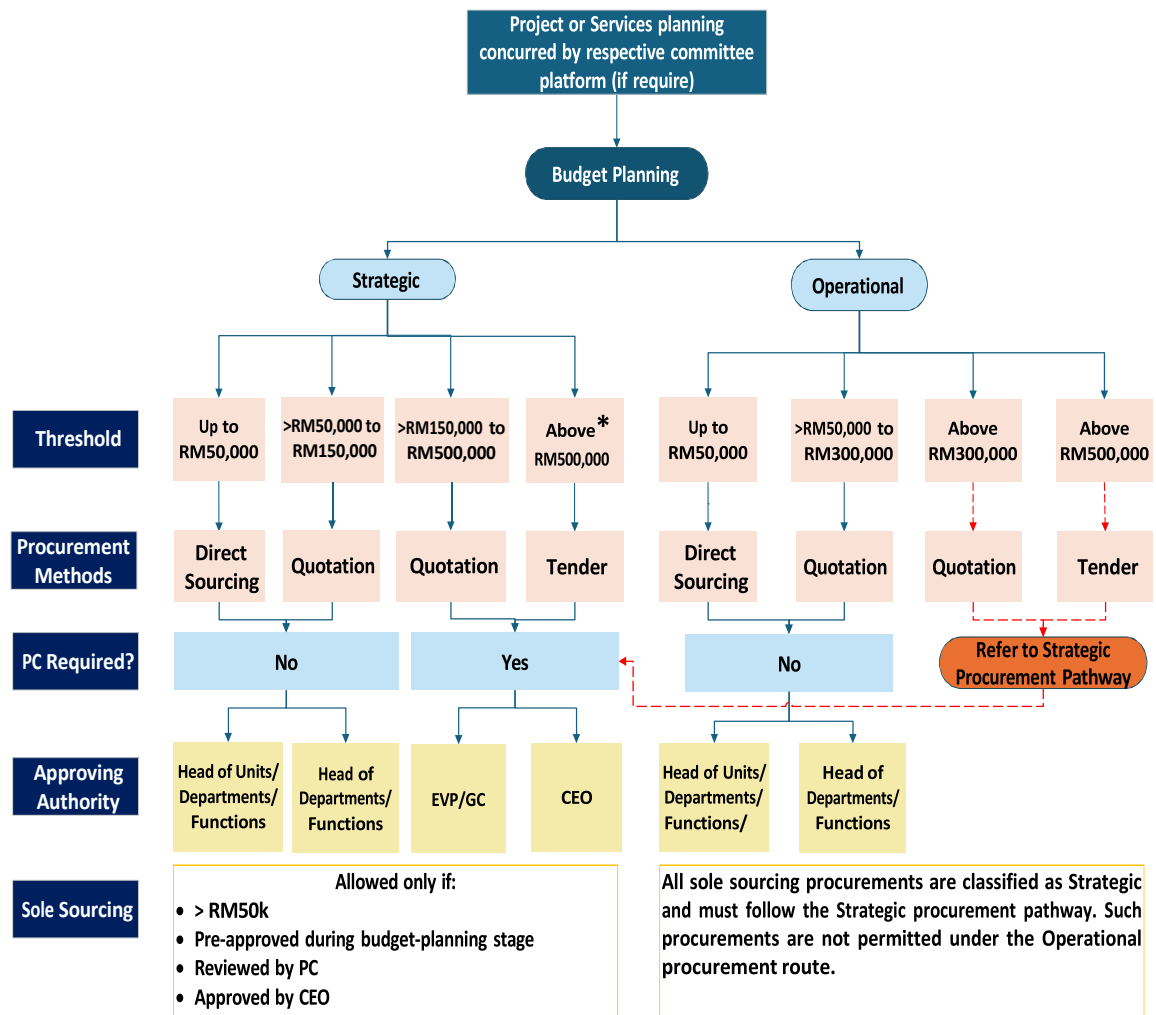 Project or Services planning
concurred by respective committee
platform (if require)
Budget Planning
Strategic
Operational
Threshold
Up to
RM50,000
>RM50,000 to
RM150,000
>RM150,000 to
RM500,000
Above*
RM500,000
Up to
RM50,000
>RM50,000 to
RM300,000
Above
RM300,000
Above
RM500,000
Procurement
Methods
Direct
Sourcing
Quotation
Quotation
Tender
Direct
Sourcing
Quotation
Quotation
Tender
PC Required?
No
Yes
No
Refer to Strategic
Procurement Pathway
Approving
Authority
Head of Units/
Departments/
Functions
Head of
Departments/
Functions
EVP/GC
CEO
Head of Units/
Departments/
Functions/
Head of
Departments/
Functions
Sole Sourcing
Allowed only if:
• > RM50k
• Pre-approved during budget-planning stage
• Reviewed by PC
• Approved by CEO
All sole sourcing procurements are classified as Strategic
and must follow the Strategic procurement pathway. Such
procurements are not permitted under the Operational
procurement route.